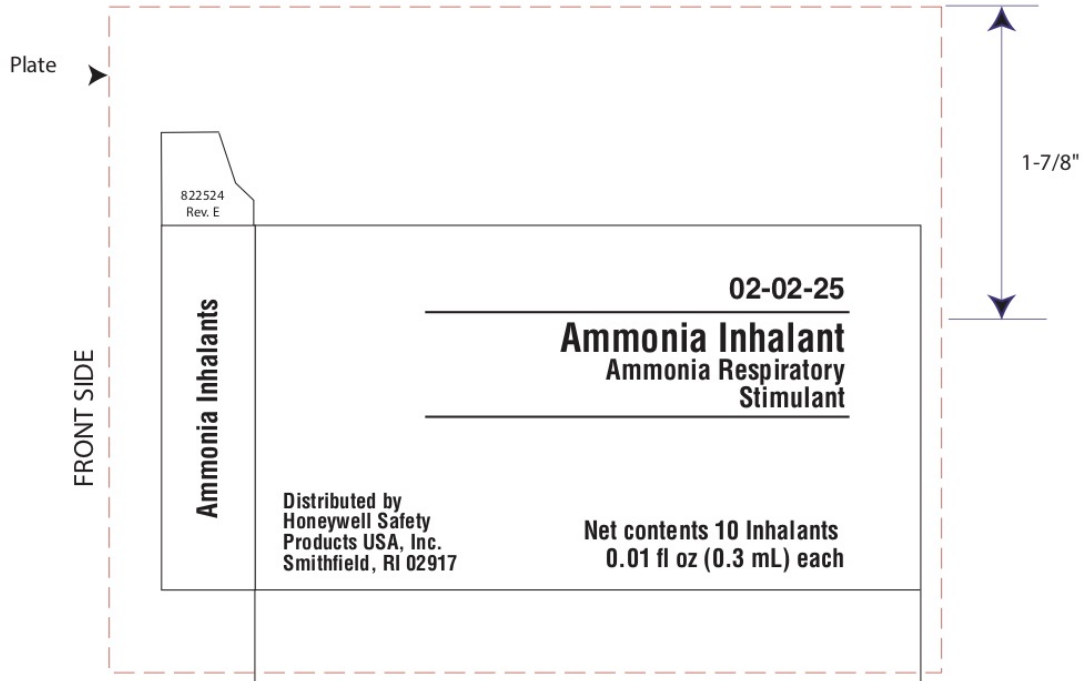 Plate
1-7/8"
822524
Rev. E
FRONT SIDE
Ammonia Inhalants
02-02-25
Ammonia Inhalant
Ammonia Respiratory
Stimulant
Distributed by
Honeywell Safety
Products USA, Inc.
Smithfield, RI 02917
Net contents 10 Inhalants
0.01 fl oz (0.3 mL) each